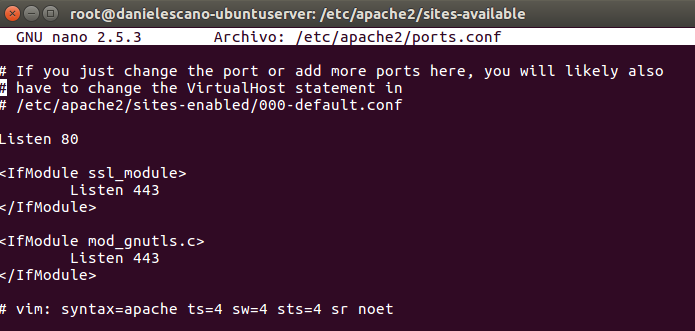 root@danielescano-ubuntuserver: /etc/apache2/sites-available
GNU nano 2.5.3 Archivo: /etc/apache2/ports.conf
# If you just change the port or add more ports here, you will likely also
# have to change the VirtualHost statement in
# /etc/apache2/sites-enabled/000-default.conf
Listen 80
<IfModule ssl_module>
Listen 443
</IfModule>
<IfModule mod_gnutls.c>
Listen 443
</IfModule>
# vim: syntax=apache ts=4 sw=4 sts=4 sr noet